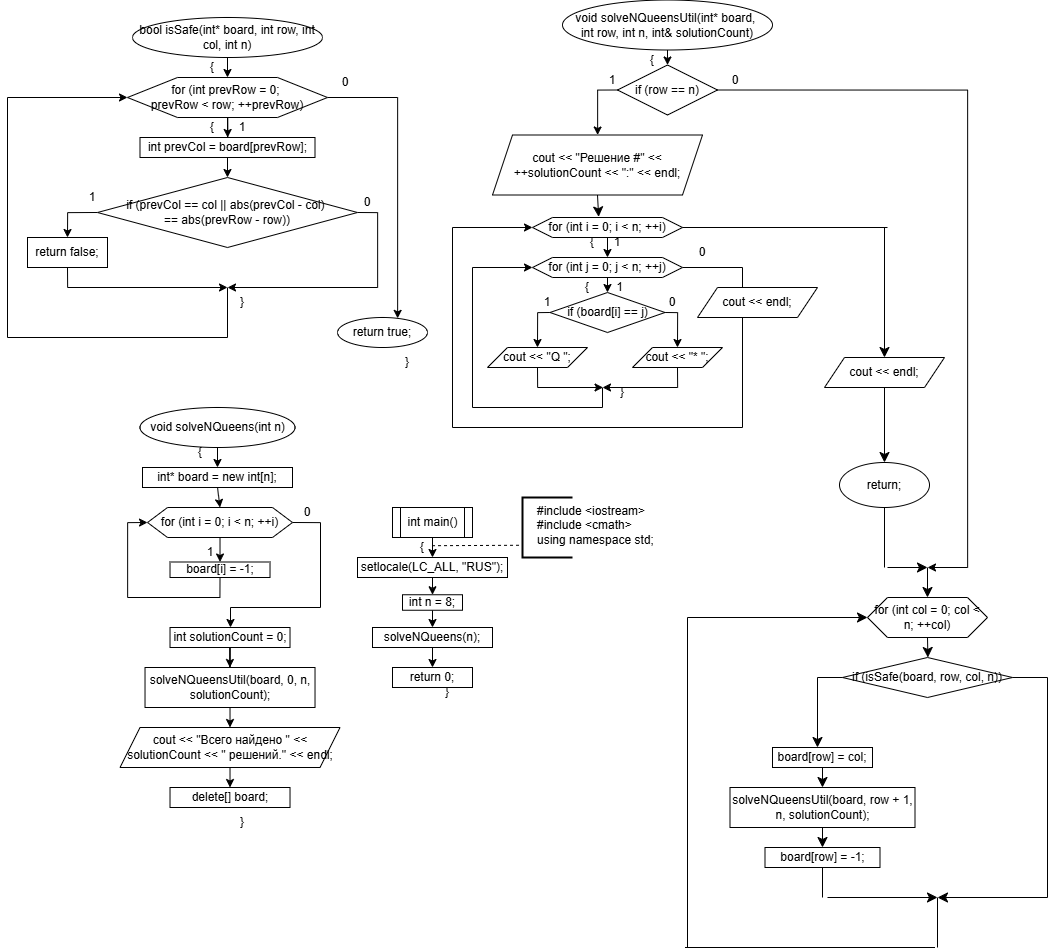 bool isSafe(int* board, int row, int
col, int n)
{
for (int prevRow = 0;
prevRow < row; ++prevRow)
0
{
1
int prevCol = board[prevRow];
if (prevCol == col || abs(prevCol - col)
== abs(prevRow - row))
1
0
return false;
}
return true;
}
void solveNQueensUtil(int* board,
int row, int n, int& solutionCount)
{
if (row == n)
1
0
cout << "Решение #" <<
++solutionCount << ":" << endl;
for (int i = 0; i < n; ++i)
{
1
for (int j = 0; j < n; ++j)
0
{
1
if (board[i] == j)
1
0
cout << endl;
cout << "Q ";
cout << "* ";
}
cout << endl;
return;
for (int col = 0; col <
n; ++col)
if (isSafe(board, row, col, n))
board[row] = col;
solveNQueensUtil(board, row + 1,
n, solutionCount);
board[row] = -1;
void solveNQueens(int n)
{
int* board = new int[n];
for (int i = 0; i < n; ++i)
0
1
board[i] = -1;
int solutionCount = 0;
solveNQueensUtil(board, 0, n,
solutionCount);
cout << "Всего найдено " <<
solutionCount << " решений." << endl;
delete[] board;
}
int main()
{
#include <iostream>
#include <cmath>
using namespace std;
setlocale(LC_ALL, "RUS");
int n = 8;
solveNQueens(n);
return 0;
}